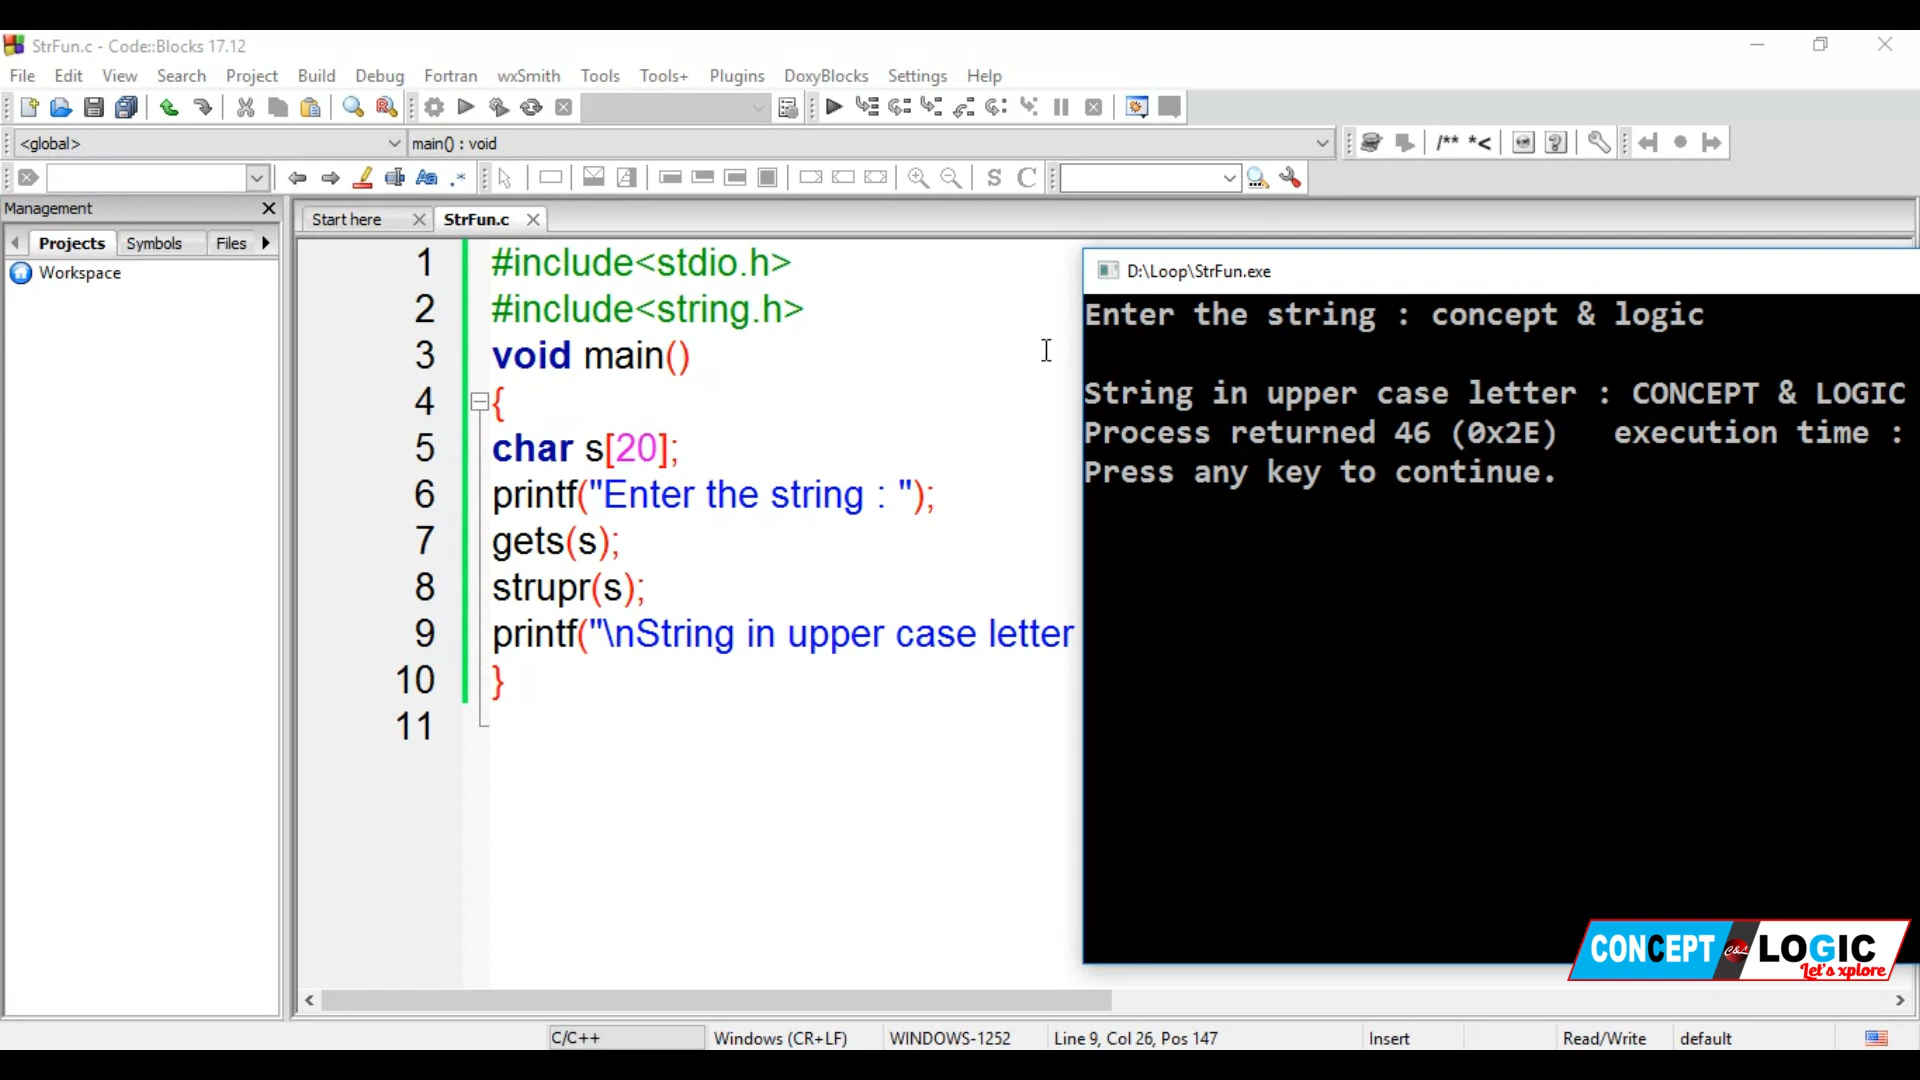 StrFun.c - Code::Blocks 17.12
File Edit View Search Project Build Debug Fortran wxSmith Tools Tools+ Plugins DoxyBlocks Settings Help
<global> main() : void
/** *<
S C
Management
Projects Symbols Files
Workspace
Start here StrFun.c
1 #include<stdio.h>
2 #include<string.h>
3 void main()
4 {
5 char s[20];
6 printf("Enter the string : ");
7 gets(s);
8 strupr(s);
9 printf("\nString in upper case letter
10 }
11
D:\Loop\StrFun.exe
Enter the string : concept & logic
String in upper case letter : CONCEPT & LOGIC
Process returned 46 (0x2E) execution time :
Press any key to continue.
CONCEPT C&L LOGIC
Let's xplore
C/C++ Windows (CR+LF) WINDOWS-1252 Line 9, Col 26, Pos 147 Insert Read/Write default